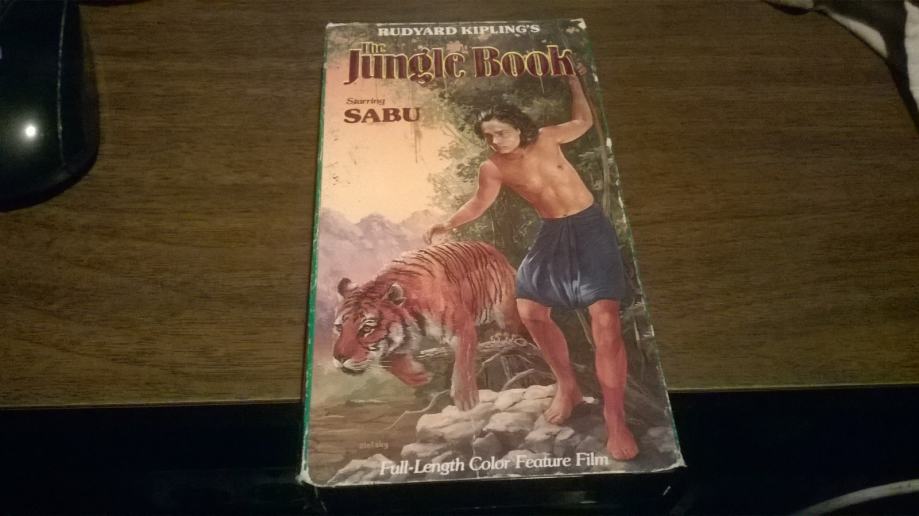 RUDYARD KIPLING'S
The
Jungle Book
Starring
SABU
Full-Length Color Feature Film